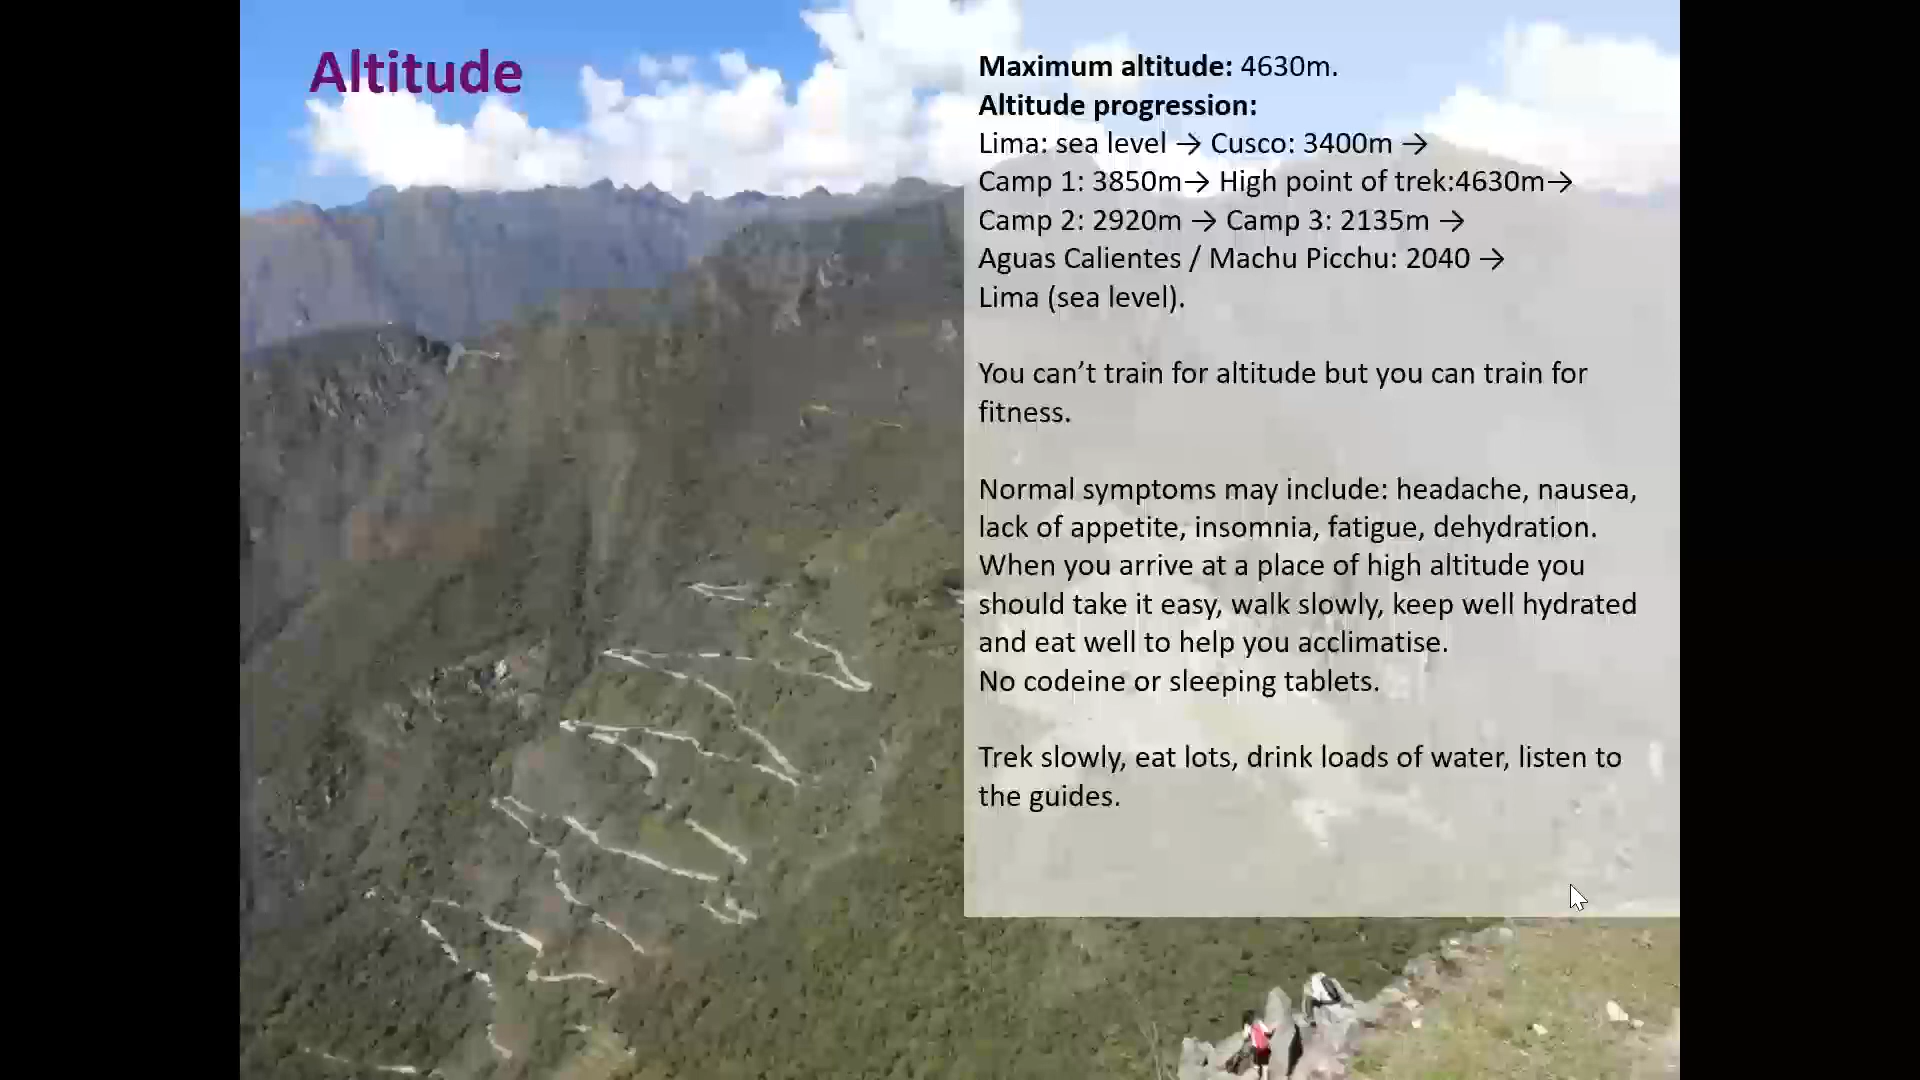 Altitude
Maximum altitude: 4630m.
Altitude progression:
Lima: sea level → Cusco: 3400m →
Camp 1: 3850m→ High point of trek:4630m→
Camp 2: 2920m → Camp 3: 2135m →
Aguas Calientes / Machu Picchu: 2040 →
Lima (sea level).
You can’t train for altitude but you can train for
fitness.
Normal symptoms may include: headache, nausea,
lack of appetite, insomnia, fatigue, dehydration.
When you arrive at a place of high altitude you
should take it easy, walk slowly, keep well hydrated
and eat well to help you acclimatise.
No codeine or sleeping tablets.
Trek slowly, eat lots, drink loads of water, listen to
the guides.